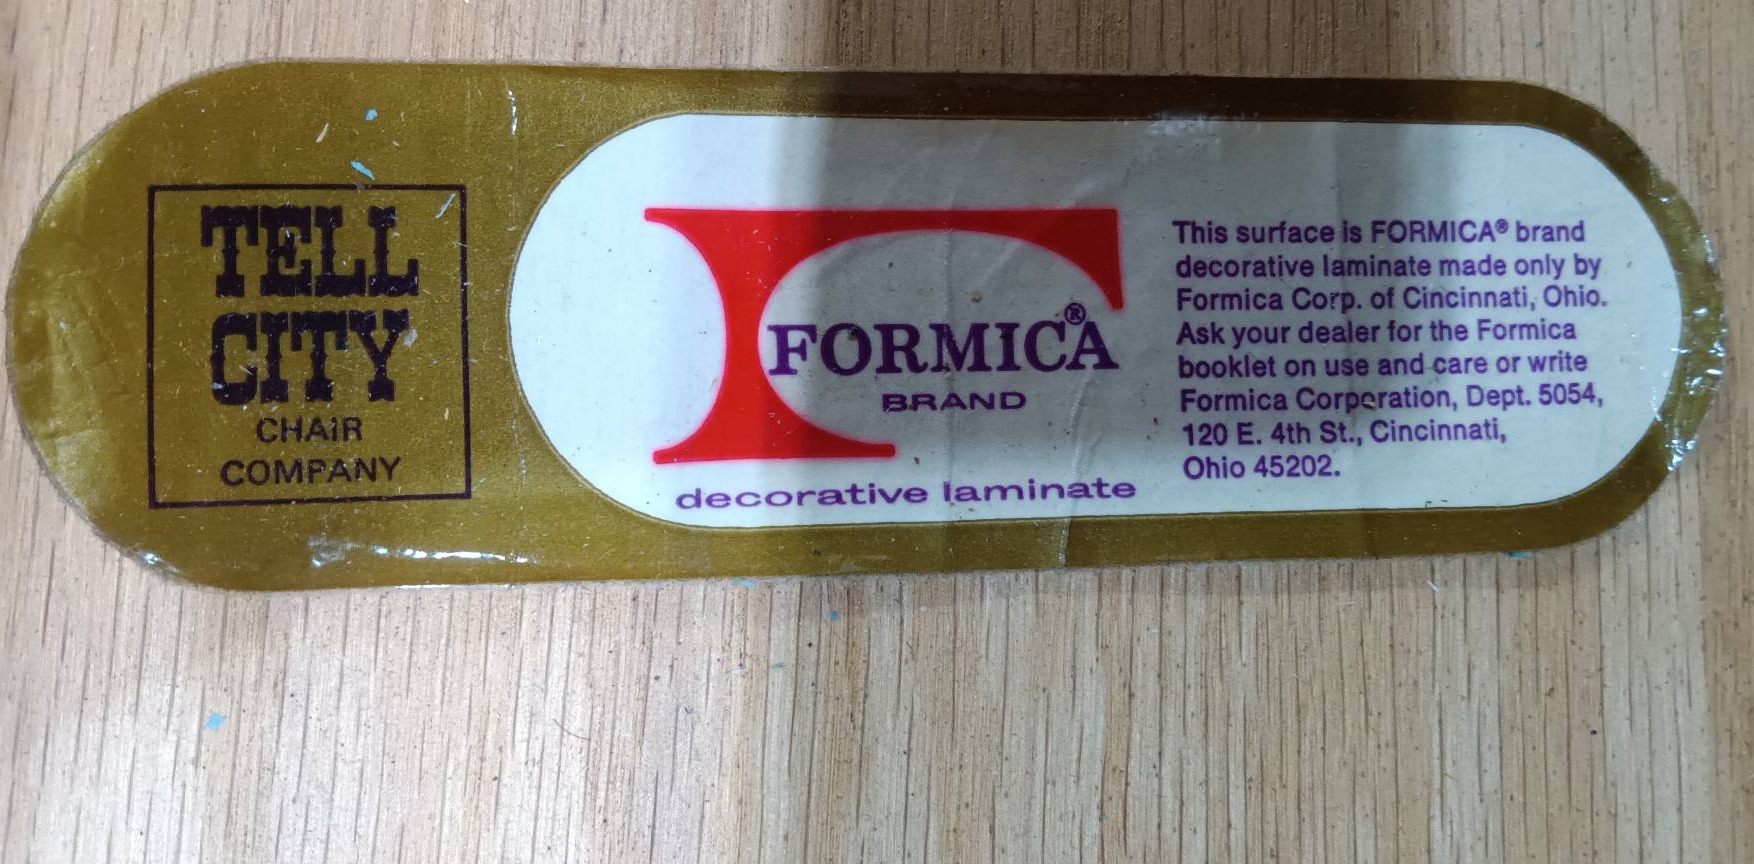 TELL
CITY
CHAIR
COMPANY
FORMICA®
BRAND
decorative laminate
This surface is FORMICA® brand
decorative laminate made only by
Formica Corp. of Cincinnati, Ohio.
Ask your dealer for the Formica
booklet on use and care or write
Formica Corporation, Dept. 5054,
120 E. 4th St., Cincinnati,
Ohio 45202.